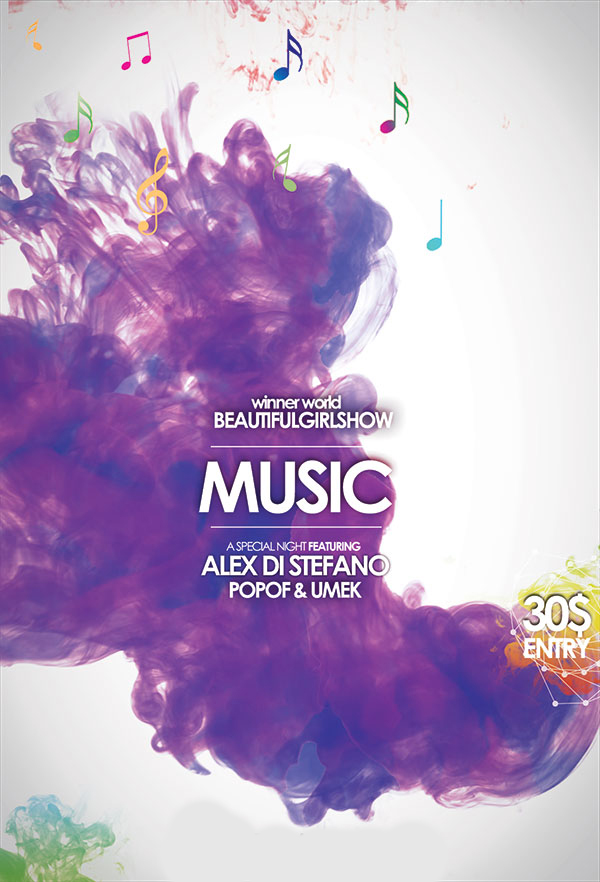 winner world
BEAUTIFULGIRLSHOW
MUSIC
A SPECIAL NIGHT FEATURING
ALEX DI STEFANO
POPOF & UMEK
30$
ENTRY